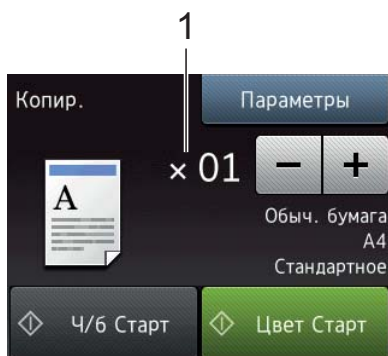 1
Копир.
Параметры
× 01
− +
A
Обыч. бумага
A4
Стандартное
Ч/б Старт
Цвет Старт